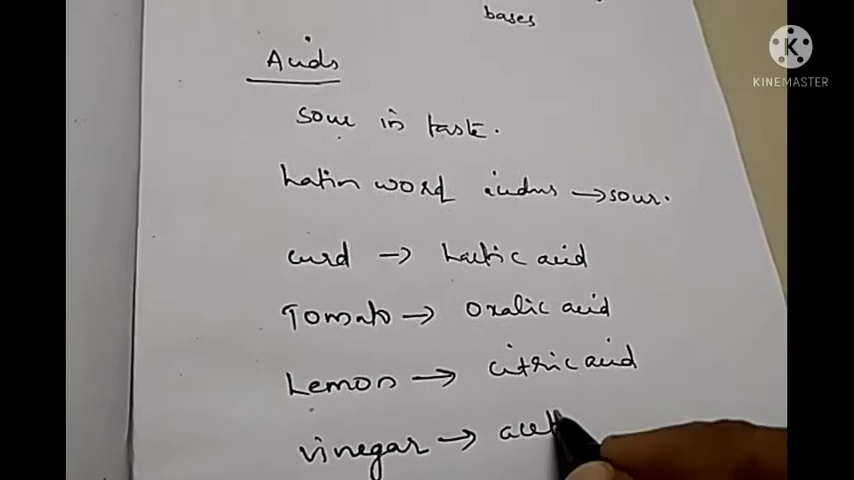 bases
Acids
Sour in taste.
Latin word acidus → sour.
curd → Lactic acid
Tomato → Oxalic acid
Lemon → citric acid
vinegar → acet
K
KINEMASTER